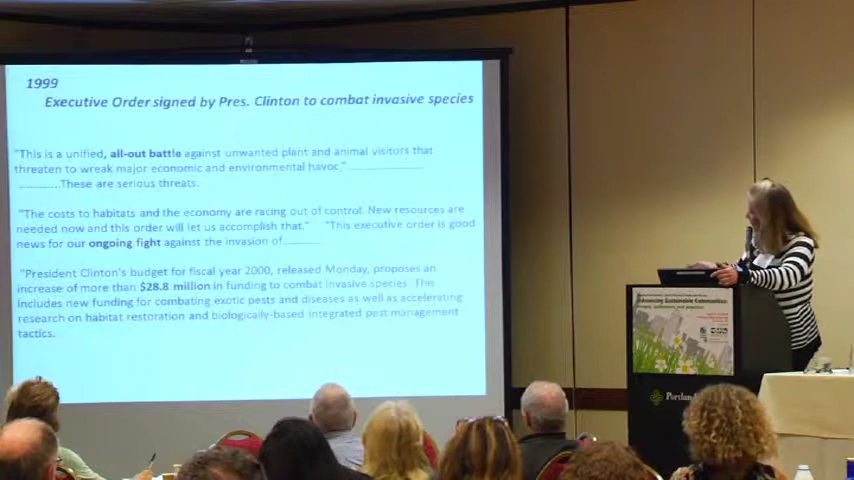 1999
Executive Order signed by Pres. Clinton to combat invasive species
"This is a unified, all-out battle against unwanted plant and animal visitors that
threaten to wreak major economic and environmental havoc."
These are serious threats.
"The costs to habitats and the economy are racing out of control. New resources are
needed now and this order will let us accomplish that." "This executive order is good
news for our ongoing fight against the invasion of
"President Clinton's budget for fiscal year 2000, released Monday, proposes an
increase of more than $28.8 million in funding to combat invasive species. This
includes new funding for combating exotic pests and diseases as well as accelerating
research on habitat restoration and biologically-based integrated pest management
tactics.
Advancing Sustainable Communities:
Portland